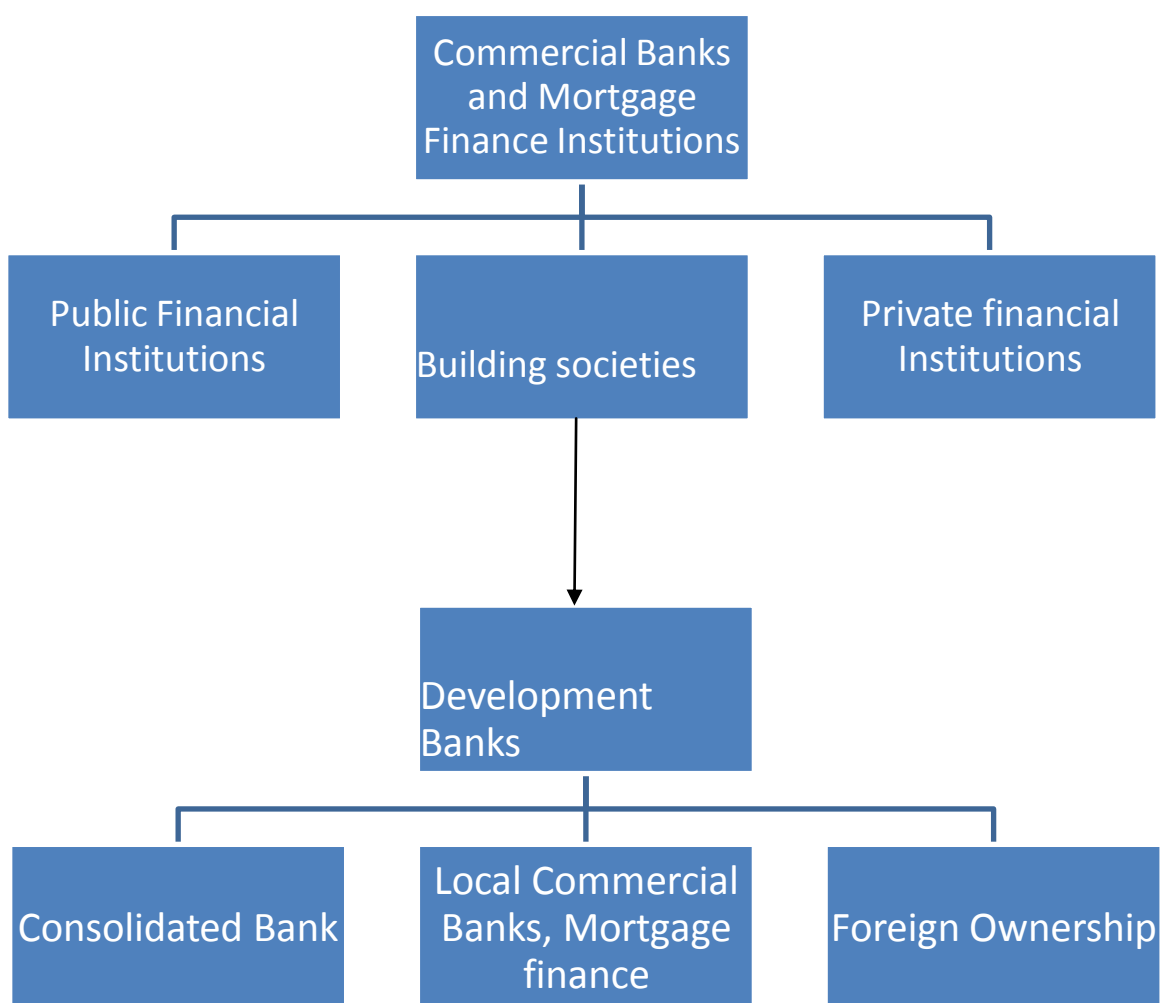 Commercial Banks
and Mortgage
Finance Institutions
Public Financial
Institutions
Building societies
Private financial
Institutions
Development
Banks
Consolidated Bank
Local Commercial
Banks, Mortgage
finance
Foreign Ownership